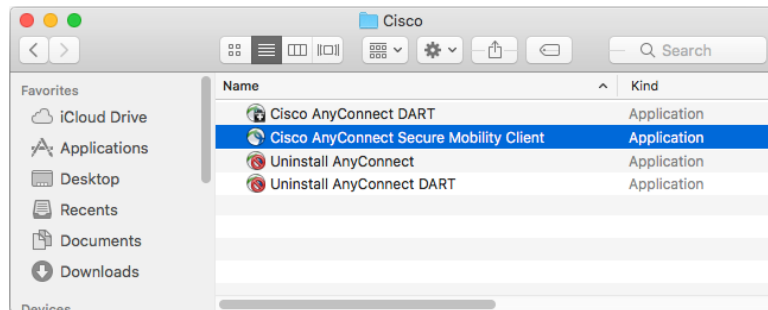 Cisco
Search
Favorites
iCloud Drive
Applications
Desktop
Recents
Documents
Downloads
Devices
Name Kind
Cisco AnyConnect DART Application
Cisco AnyConnect Secure Mobility Client Application
Uninstall AnyConnect Application
Uninstall AnyConnect DART Application